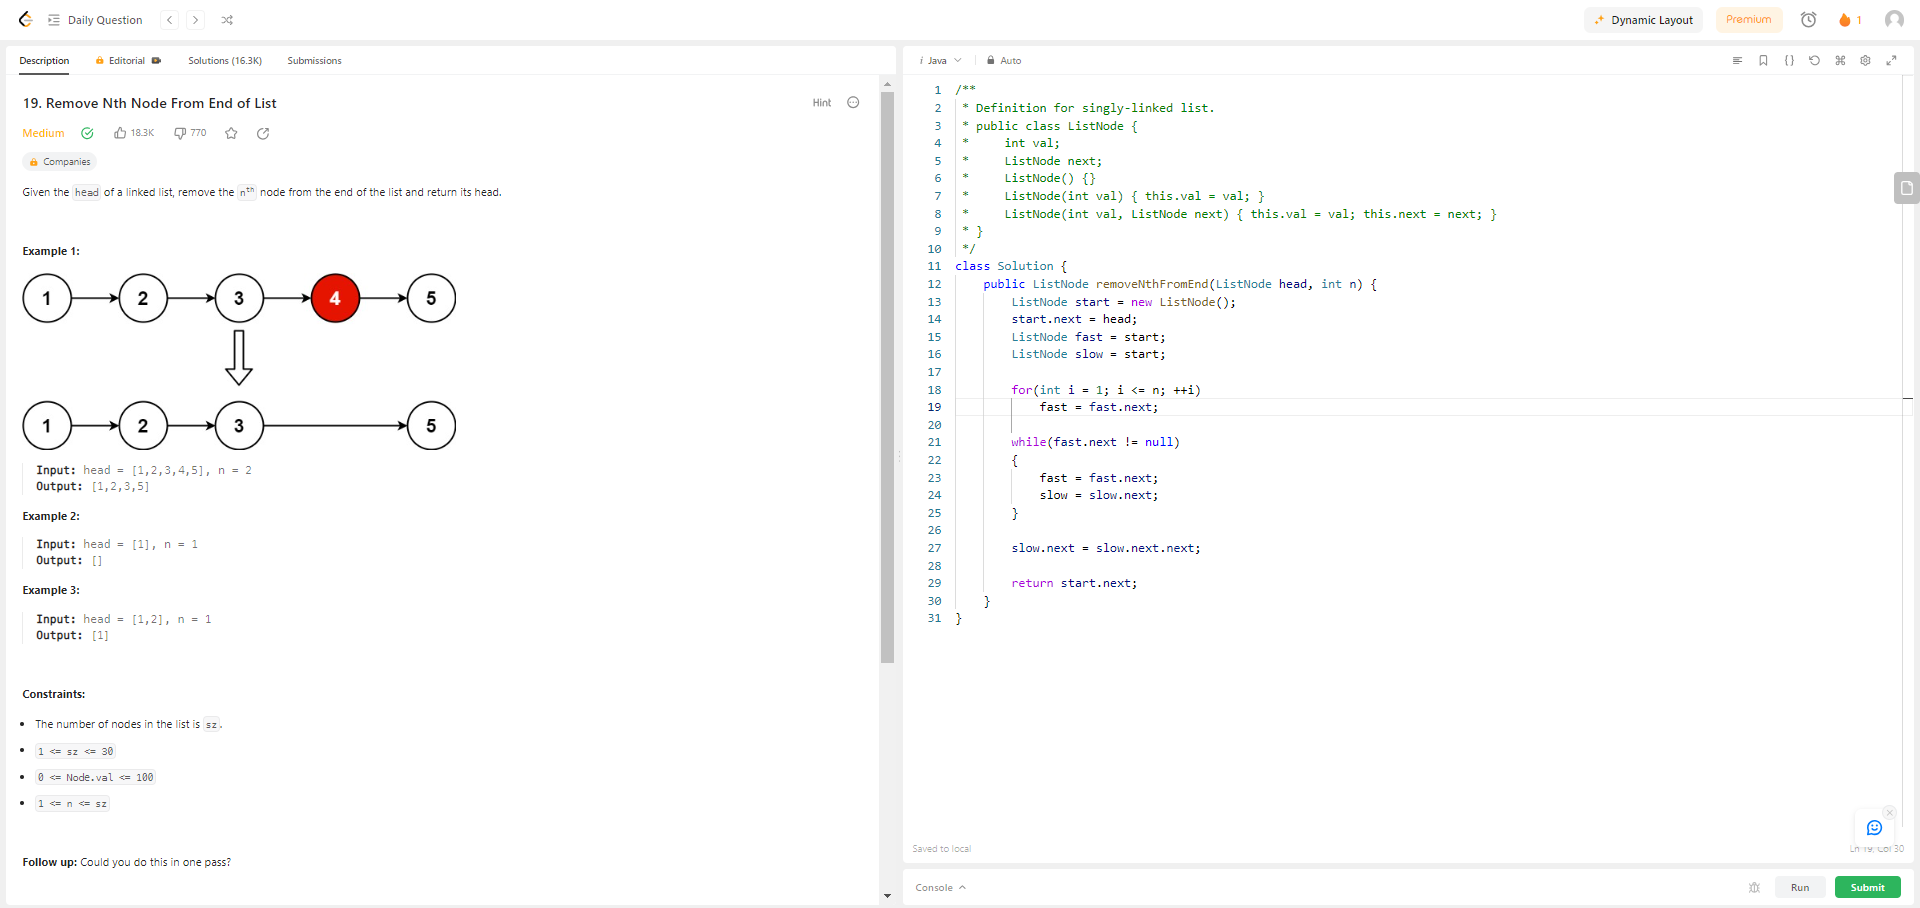 Daily Question
Dynamic Layout
Premium
1
Description
Editorial
Solutions (16.3K)
Submissions
19. Remove Nth Node From End of List
Hint
Medium
18.3K
770
Companies
Given the head of a linked list, remove the nth node from the end of the list and return its head.
Example 1:
1 2 3 4 5
1 2 3 5
Input: head = [1,2,3,4,5], n = 2
Output: [1,2,3,5]
Example 2:
Input: head = [1], n = 1
Output: []
Example 3:
Input: head = [1,2], n = 1
Output: [1]
Constraints:
• The number of nodes in the list is sz.
• 1 <= sz <= 30
• 0 <= Node.val <= 100
• 1 <= n <= sz
Follow up: Could you do this in one pass?
i Java
Auto
1 /**
2 * Definition for singly-linked list.
3 * public class ListNode {
4 * int val;
5 * ListNode next;
6 * ListNode() {}
7 * ListNode(int val) { this.val = val; }
8 * ListNode(int val, ListNode next) { this.val = val; this.next = next; }
9 * }
10 */
11 class Solution {
12 public ListNode removeNthFromEnd(ListNode head, int n) {
13 ListNode start = new ListNode();
14 start.next = head;
15 ListNode fast = start;
16 ListNode slow = start;
17
18 for(int i = 1; i <= n; ++i)
19 fast = fast.next;
20
21 while(fast.next != null)
22 {
23 fast = fast.next;
24 slow = slow.next;
25 }
26
27 slow.next = slow.next.next;
28
29 return start.next;
30 }
31 }
Saved to local
Ln 19, Col 30
Console
Run
Submit